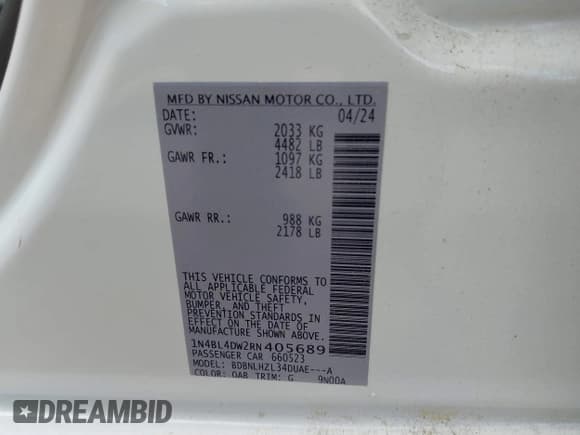 MFD BY NISSAN MOTOR CO., LTD.
DATE: 04/24
GVWR: 2033 KG
4482 LB
GAWR FR.: 1097 KG
2418 LB
GAWR RR.: 988 KG
2178 LB
THIS VEHICLE CONFORMS TO
ALL APPLICABLE FEDERAL
MOTOR VEHICLE SAFETY,
BUMPER, AND THEFT
PREVENTION STANDARDS IN
EFFECT ON THE DATE OF
MANUFACTURE SHOWN ABOVE.
1N4BL4DW2RN405689
PASSENGER CAR 660523
MODEL: BDBNLHZL34DUAE---A
COLOR: QAB TRIM: G 9N00A
DREAMBID